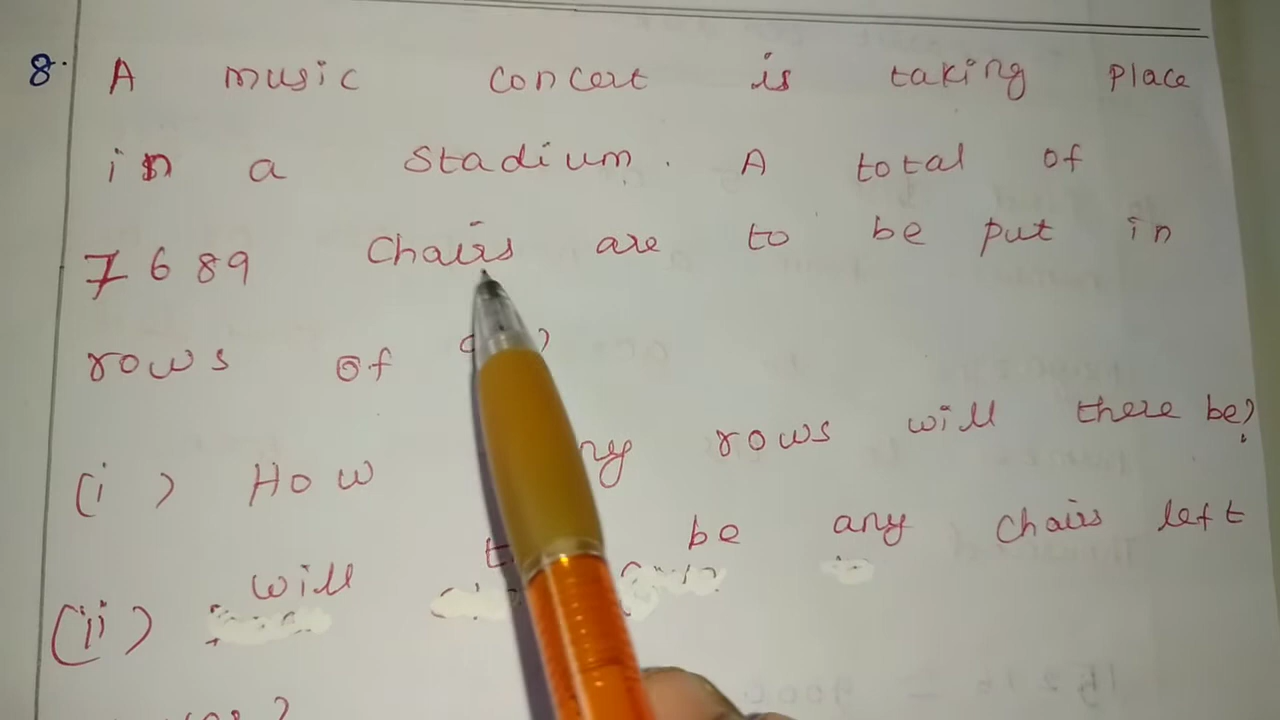 8. A music concert is taking place
in a stadium. A total of
7689 chairs are to be put in
rows of
(i) How rows will there be?
(ii) will be any chairs left